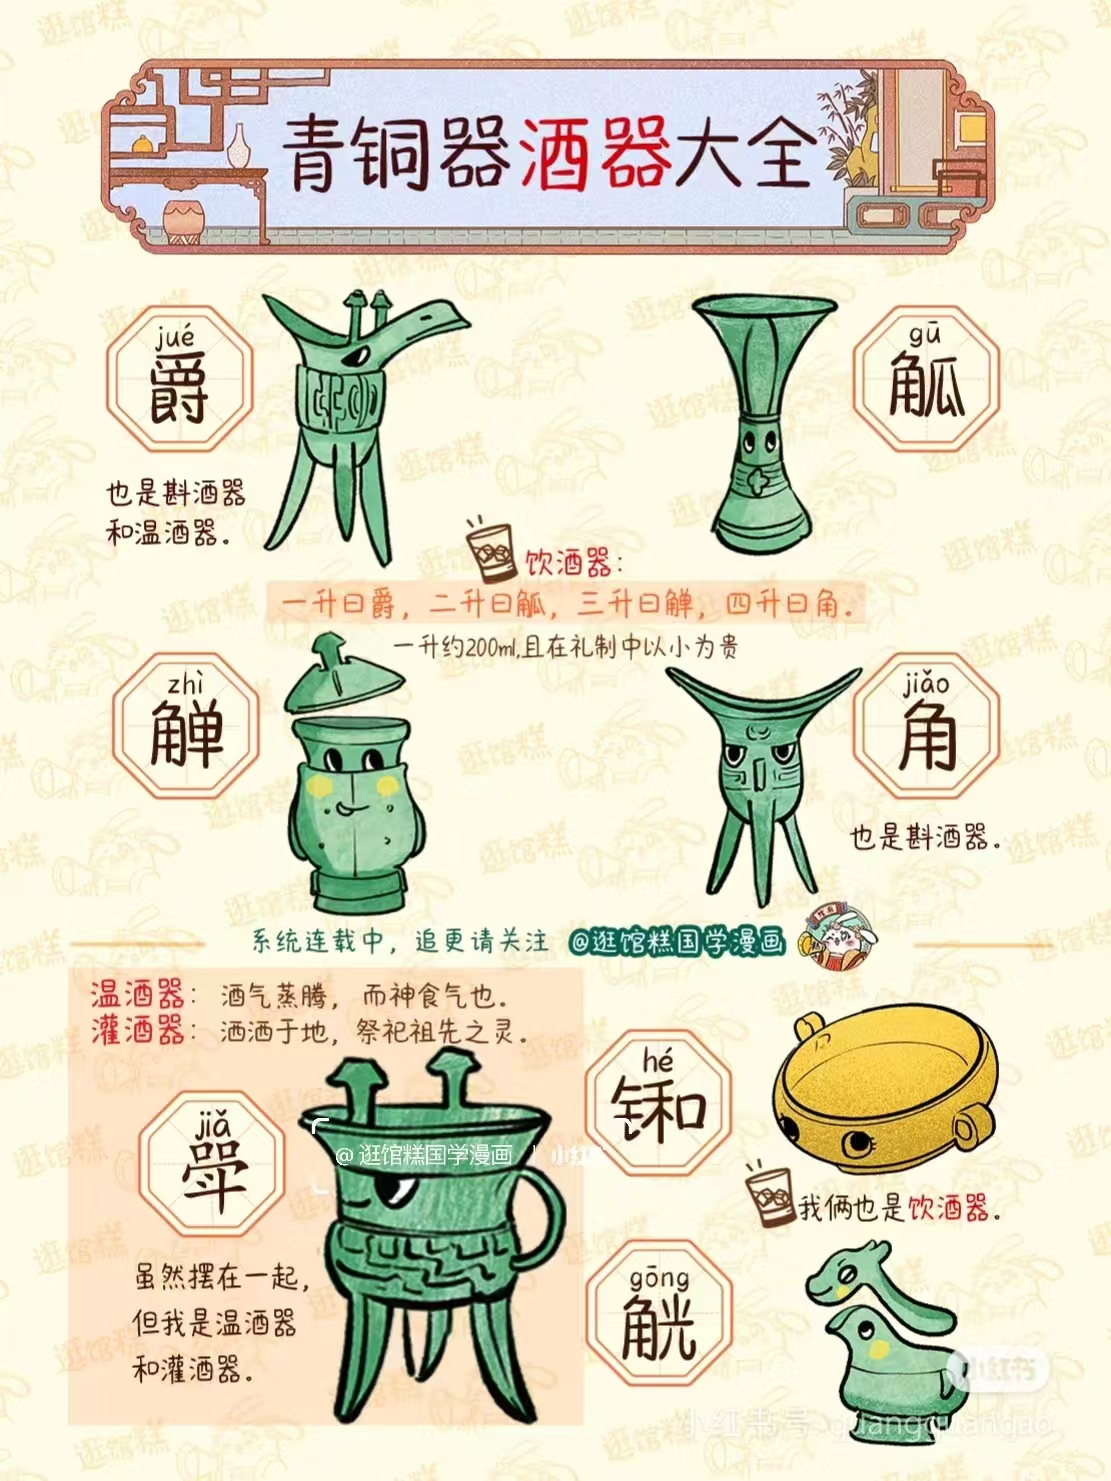 青铜器酒器大全
jué
爵
也是斟酒器
和温酒器。
gū
觚
饮酒器：
一升曰爵，二升曰觚，三升曰觯，四升曰角。
一升约200ml,且在礼制中以小为贵
zhì
觯
jiǎo
角
也是斟酒器。
系统连载中，追更请关注 @逛馆糕国学漫画
温酒器： 酒气蒸腾，而神食气也。
灌酒器： 洒酒于地，祭祀祖先之灵。
jiǎ
斝
@逛馆糕国学漫画
虽然摆在一起，
但我是温酒器
和灌酒器。
hé
钵
我俩也是饮酒器。
gōng
觥
小红书
小红书号 guangguangao
逛馆糕